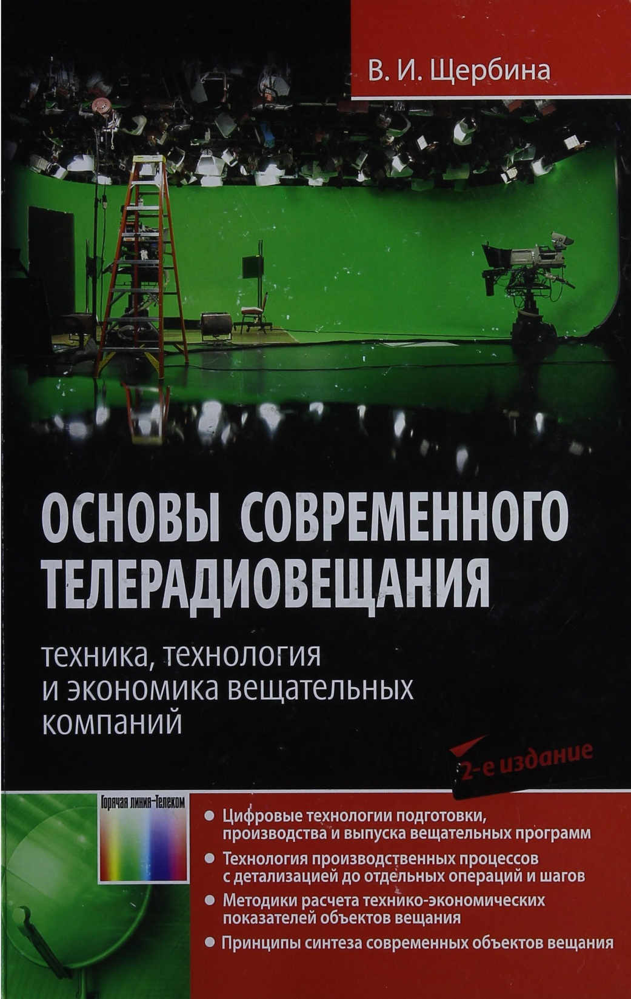 В. И. Щербина
ОСНОВЫ СОВРЕМЕННОГО
ТЕЛЕРАДИОВЕЩАНИЯ
техника, технология
и экономика вещательных
компаний
2-е издание
Горячая линия–Телеком
● Цифровые технологии подготовки,
производства и выпуска вещательных программ
● Технология производственных процессов
с детализацией до отдельных операций и шагов
● Методики расчета технико-экономических
показателей объектов вещания
● Принципы синтеза современных объектов вещания